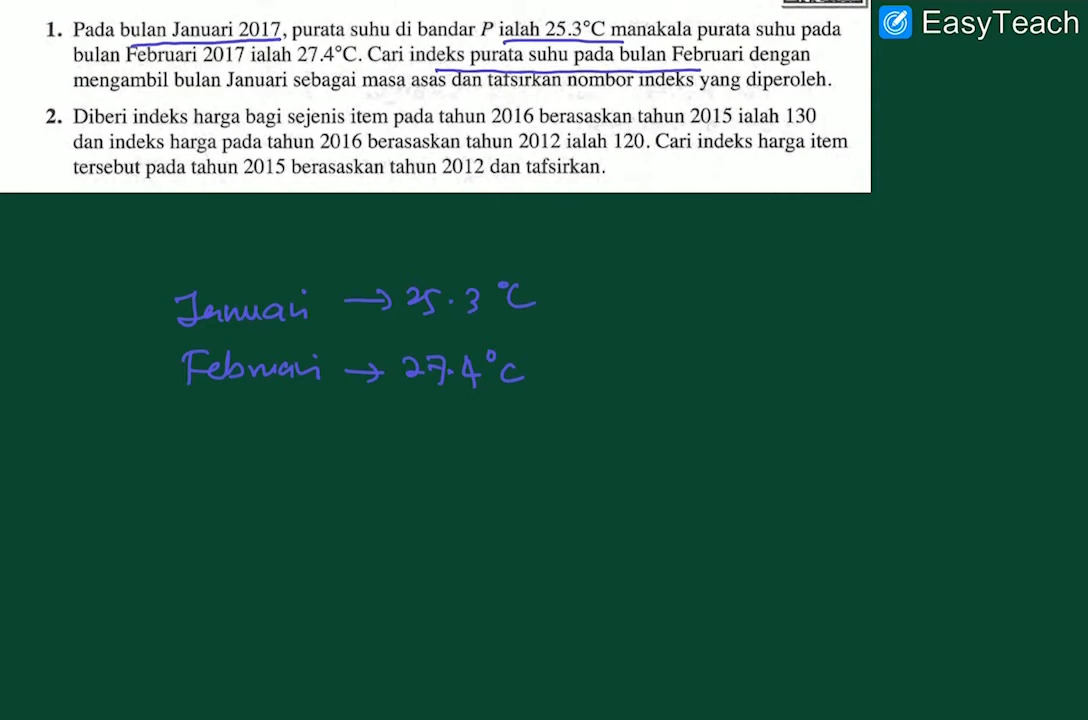 EasyTeach
1. Pada bulan Januari 2017, purata suhu di bandar P ialah 25.3°C manakala purata suhu pada
bulan Februari 2017 ialah 27.4°C. Cari indeks purata suhu pada bulan Februari dengan
mengambil bulan Januari sebagai masa asas dan tafsirkan nombor indeks yang diperoleh.
2. Diberi indeks harga bagi sejenis item pada tahun 2016 berasaskan tahun 2015 ialah 130
dan indeks harga pada tahun 2016 berasaskan tahun 2012 ialah 120. Cari indeks harga item
tersebut pada tahun 2015 berasaskan tahun 2012 dan tafsirkan.
Januari → 25.3 °C
Februari → 27.4°C